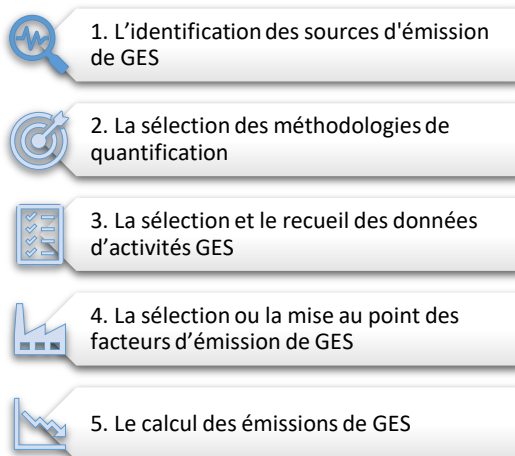 1. L’identification des sources d'émission
de GES
2. La sélection des méthodologies de
quantification
3. La sélection et le recueil des données
d’activités GES
4. La sélection ou la mise au point des
facteurs d’émission de GES
5. Le calcul des émissions de GES